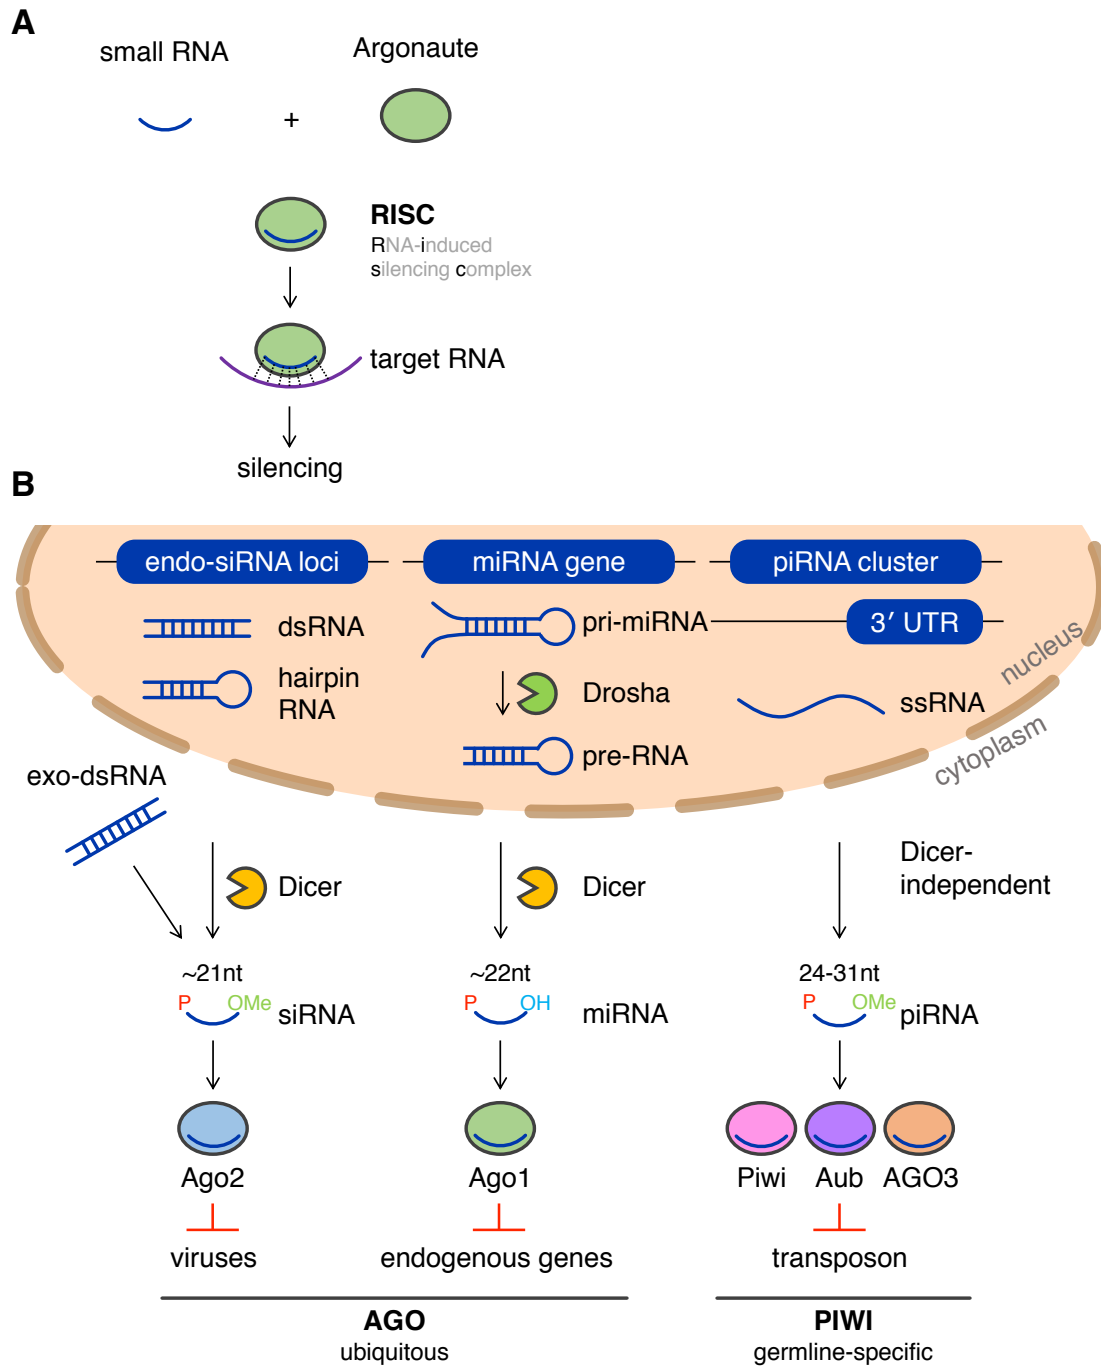 A
small RNA
Argonaute
+
RISC
RNA-induced
silencing complex
target RNA
silencing
B
endo-siRNA loci
miRNA gene
piRNA cluster
dsRNA
pri-miRNA
3′ UTR
hairpin
RNA
Drosha
ssRNA
nucleus
pre-RNA
cytoplasm
exo-dsRNA
Dicer
Dicer
Dicer-
independent
~21nt
~22nt
24-31nt
P OMe
siRNA
P OH
miRNA
P OMe
piRNA
Ago2
Ago1
Piwi
Aub
AGO3
viruses
endogenous genes
transposon
AGO
ubiquitous
PIWI
germline-specific